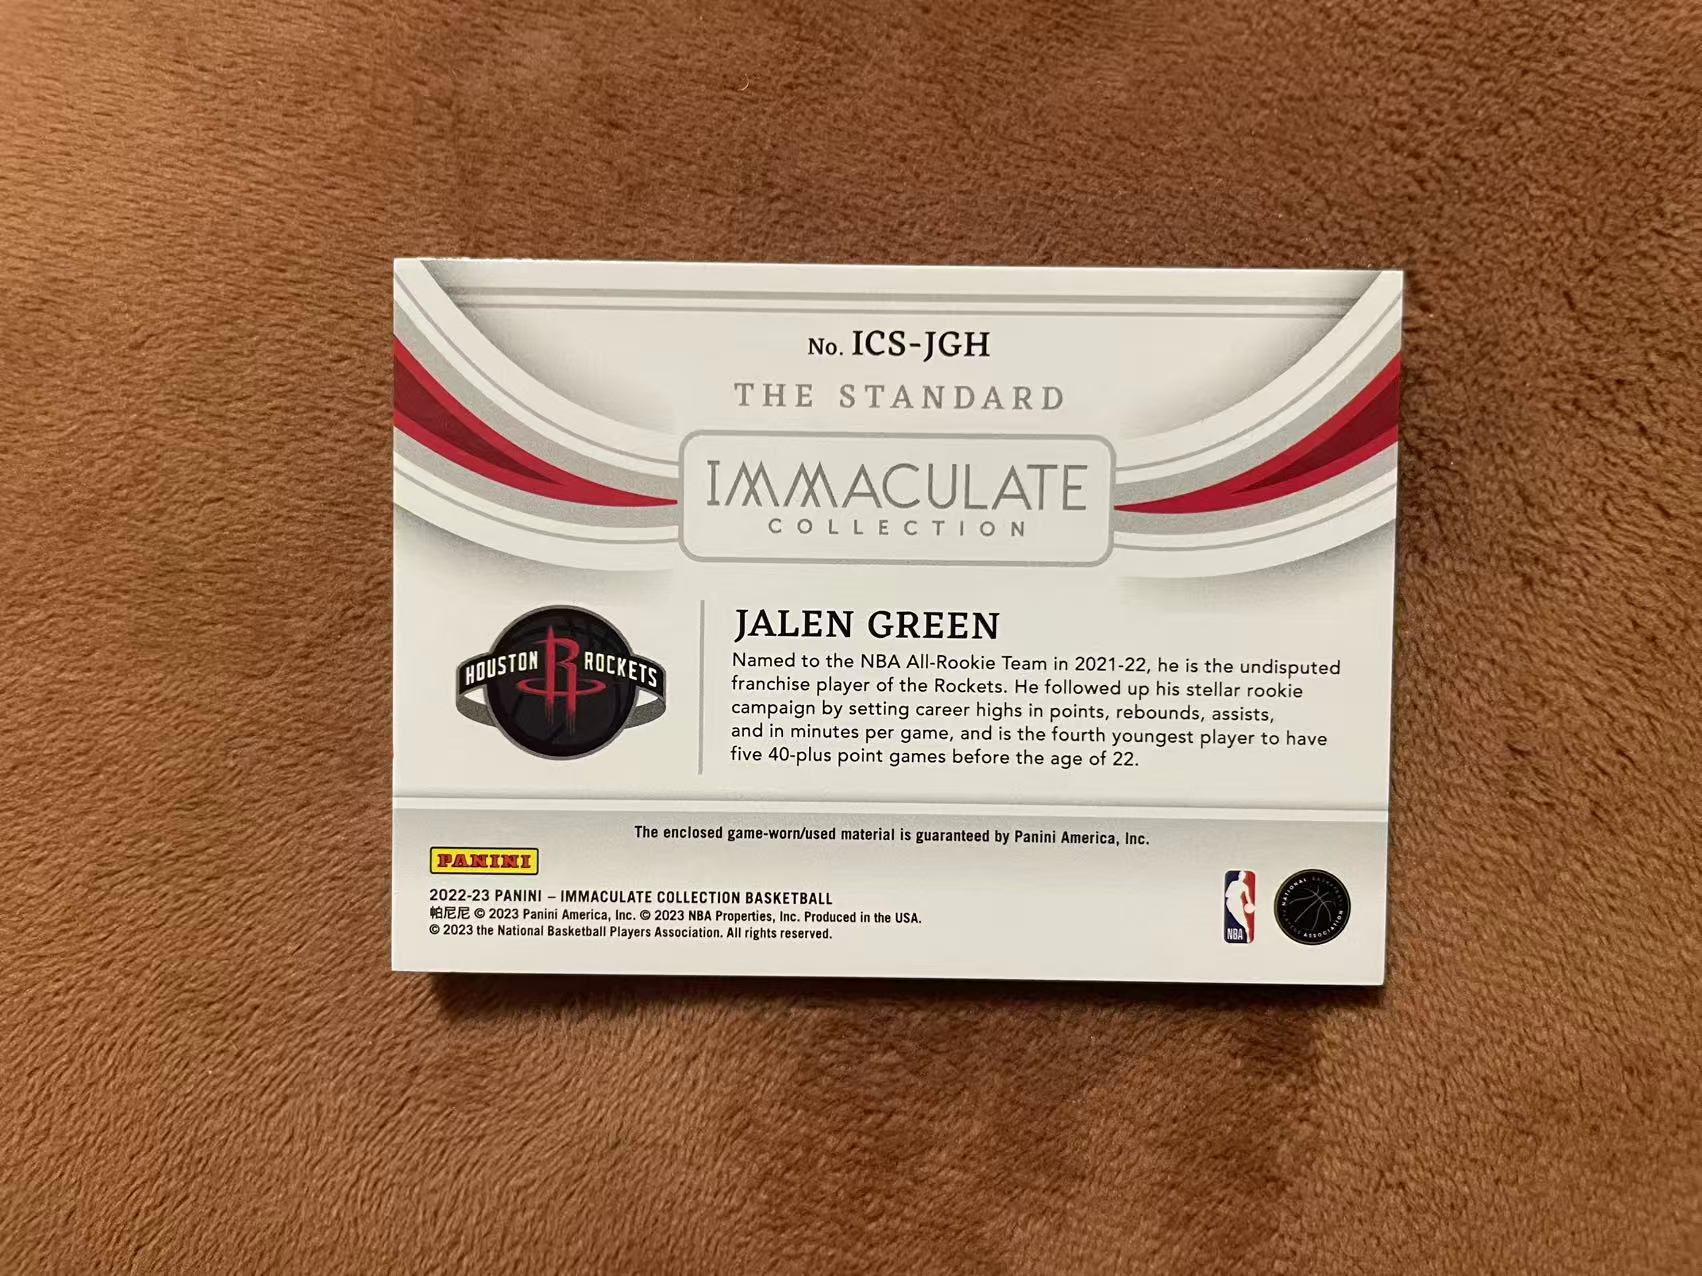 No. ICS-JGH
THE STANDARD
IMMACULATE
COLLECTION
HOUSTON ROCKETS
JALEN GREEN
Named to the NBA All-Rookie Team in 2021-22, he is the undisputed
franchise player of the Rockets. He followed up his stellar rookie
campaign by setting career highs in points, rebounds, assists,
and in minutes per game, and is the fourth youngest player to have
five 40-plus point games before the age of 22.
The enclosed game-worn/used material is guaranteed by Panini America, Inc.
PANINI
2022-23 PANINI – IMMACULATE COLLECTION BASKETBALL
帕尼尼 © 2023 Panini America, Inc. © 2023 NBA Properties, Inc. Produced in the USA.
© 2023 the National Basketball Players Association. All rights reserved.
NBA
NATIONAL BASKETBALL PLAYERS ASSOCIATION